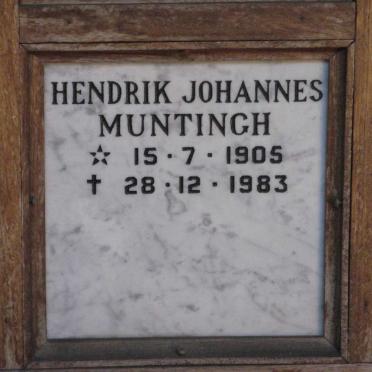 HENDRIK JOHANNES
MUNTINGH
☆ 15·7·1905
✝ 28·12·1983